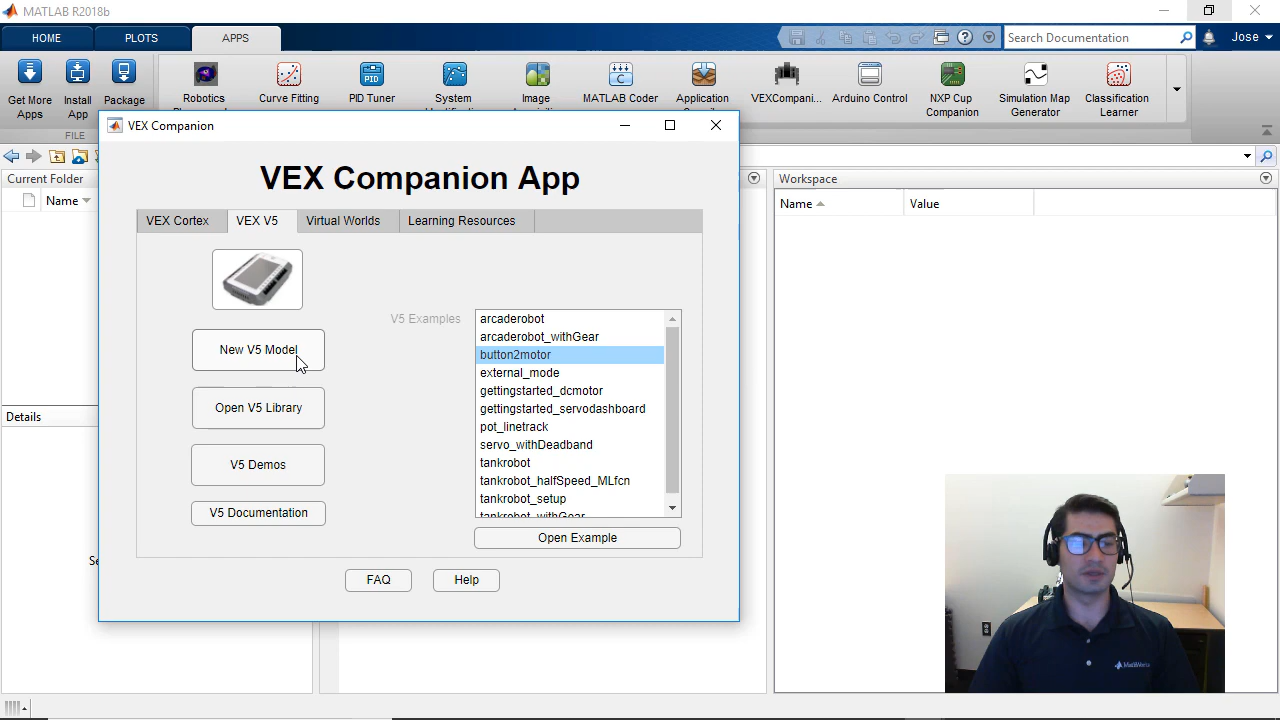 MATLAB R2018b
HOME
PLOTS
APPS
Search Documentation
Jose
Get More Apps
Install App
Package
FILE
Robotics
Curve Fitting
PID Tuner
System
Image
MATLAB Coder
Application
VEXCompani...
Arduino Control
NXP Cup Companion
Simulation Map Generator
Classification Learner
Current Folder
Name
Details
Workspace
Name
Value
VEX Companion
VEX Companion App
VEX Cortex
VEX V5
Virtual Worlds
Learning Resources
New V5 Model
Open V5 Library
V5 Demos
V5 Documentation
V5 Examples
arcaderobot
arcaderobot_withGear
button2motor
external_mode
gettingstarted_dcmotor
gettingstarted_servodashboard
pot_linetrack
servo_withDeadband
tankrobot
tankrobot_halfSpeed_MLfcn
tankrobot_setup
tankrobot_withGear
Open Example
FAQ
Help
MathWorks